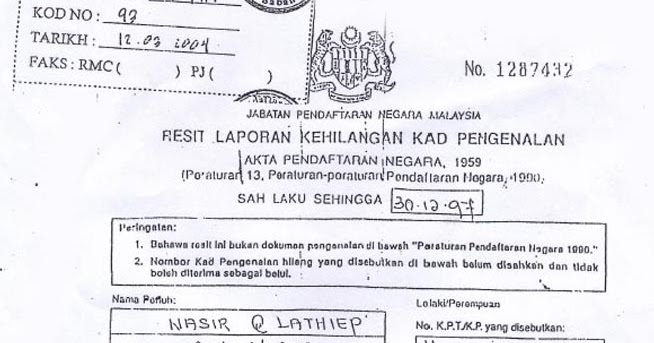 KOD NO : 93
TARIKH : 12.03 2004
FAKS : RMC ( ) PJ ( )
No. 1287432
JABATAN PENDAFTARAN NEGARA MALAYSIA
RESIT LAPORAN KEHILANGAN KAD PENGENALAN
AKTA PENDAFTARAN NEGARA, 1959
(Peraturan 13, Peraturan-peraturan Pendaftaran Negara, 1990)
SAH LAKU SEHINGGA 30.12.97
Peringatan:
1. Bahawa resit ini bukan dokumen pengenalan di bawah "Peraturan Pendaftaran Negara 1990."
2. Nombor Kad Pengenalan hilang yang disebutkan di bawah belum disahkan dan tidak
boleh diterima sebagai betul.
Nama Penuh:
Lelaki/Perempuan
NASIR @ LATHIEP
No. K.P.T./K.P. yang disebutkan: